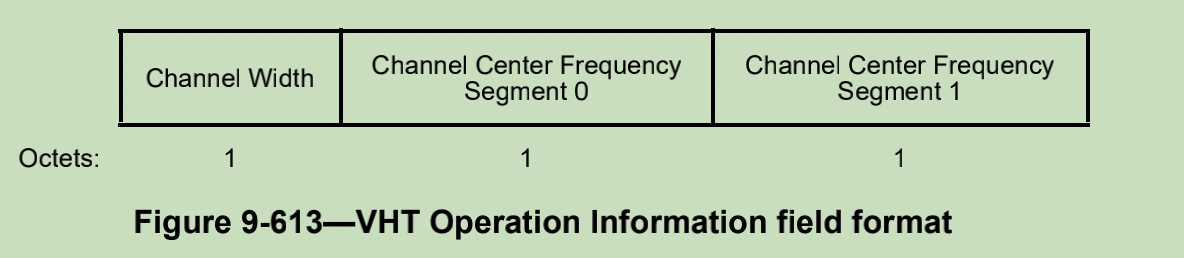 Channel Width
Channel Center Frequency
Segment 0
Channel Center Frequency
Segment 1
Octets: 1 1 1
Figure 9-613—VHT Operation Information field format